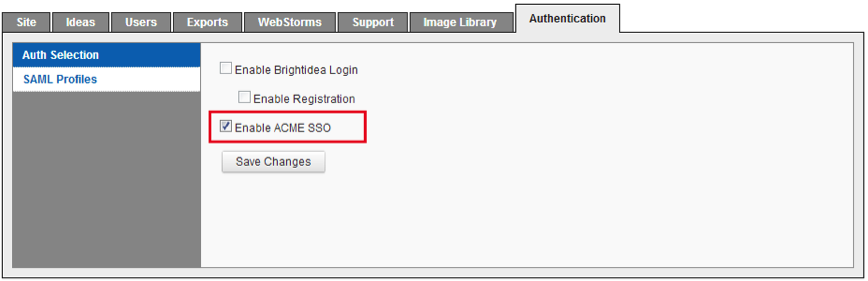 Site Ideas Users Exports WebStorms Support Image Library Authentication
Auth Selection
SAML Profiles
Enable Brightidea Login
Enable Registration
Enable ACME SSO
Save Changes